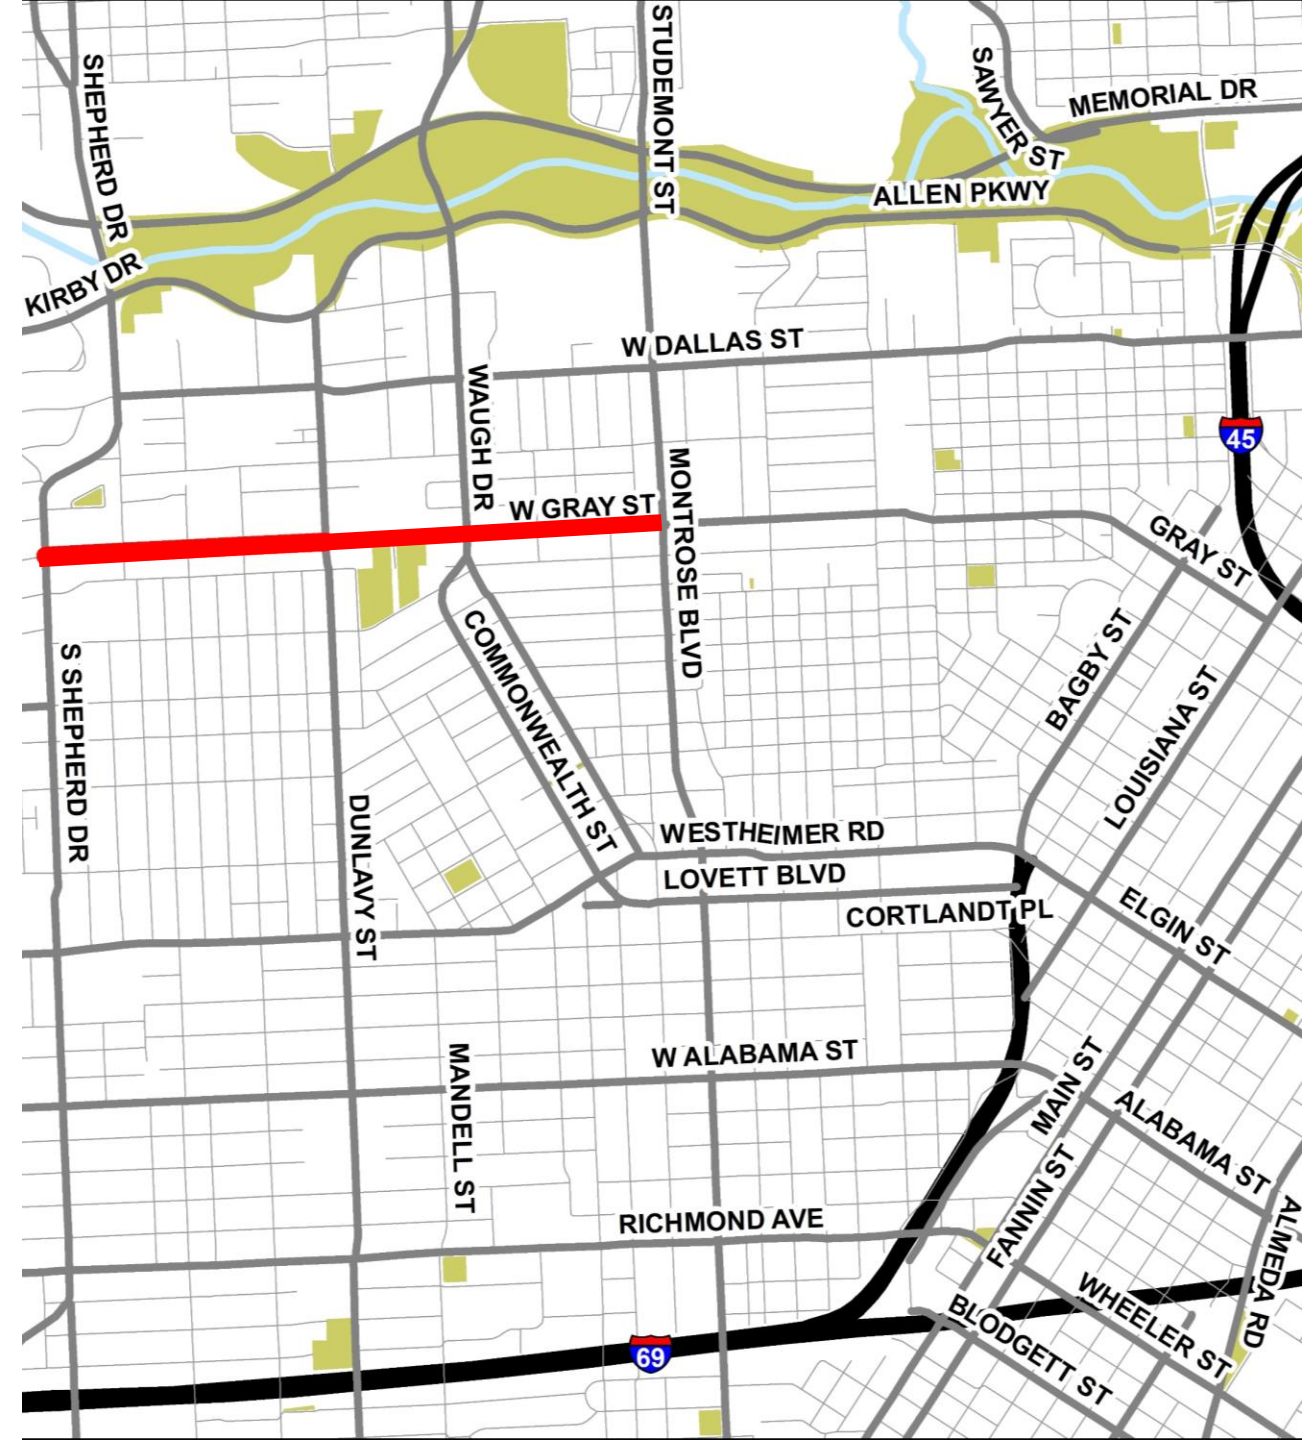 SHEPHERD DR
STUDEMONT ST
SAWYER ST
MEMORIAL DR
ALLEN PKWY
KIRBY DR
W DALLAS ST
WAUGH DR
45
MONTROSE BLVD
W GRAY ST
GRAY ST
COMMONWEALTH ST
BAGBY ST
S SHEPHERD DR
LOUISIANA ST
DUNLAVY ST
WESTHEIMER RD
LOVETT BLVD
CORTLANDT PL
ELGIN ST
MANDELL ST
W ALABAMA ST
MAIN ST
ALABAMA ST
FANNIN ST
RICHMOND AVE
ALMEDA RD
WHEELER ST
BLODGETT ST
69